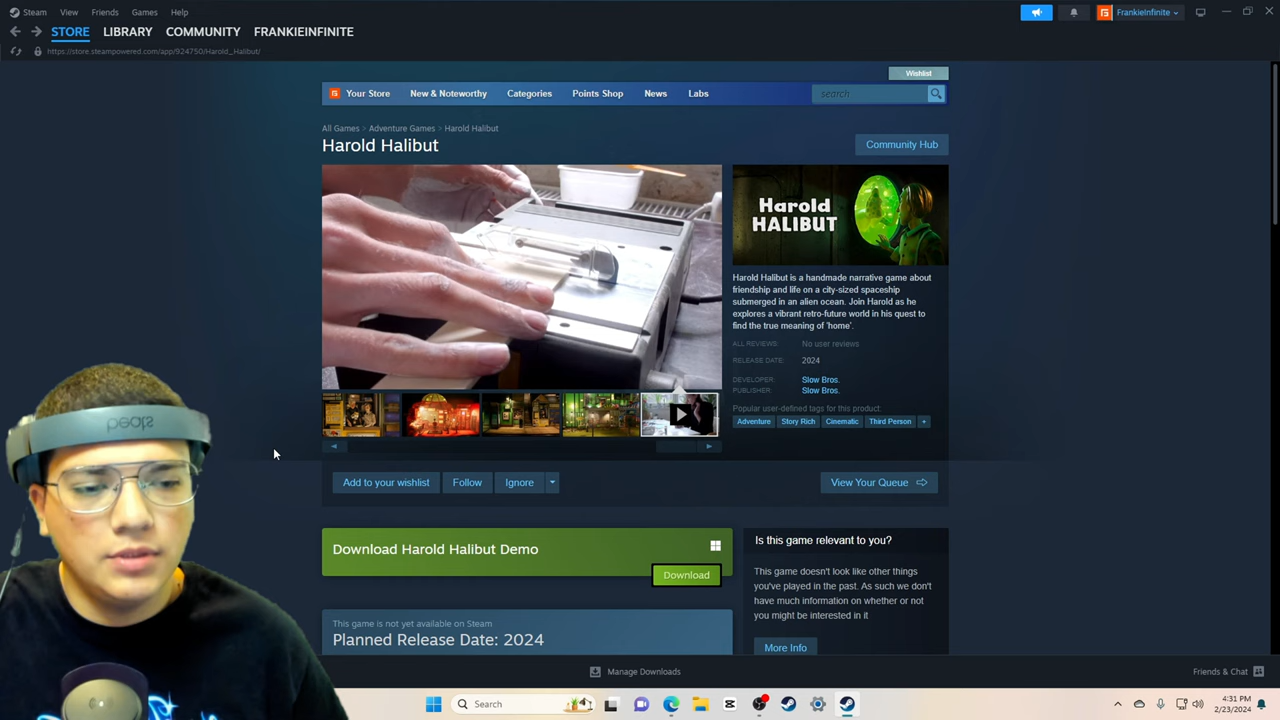 Steam View Friends Games Help
FrankieInfinite
STORE LIBRARY COMMUNITY FRANKIEINFINITE
https://store.steampowered.com/app/924750/Harold_Halibut/
Wishlist
Your Store New & Noteworthy Categories Points Shop News Labs
search
All Games > Adventure Games > Harold Halibut
Harold Halibut
Community Hub
Harold
HALIBUT
Harold Halibut is a handmade narrative game about
friendship and life on a city-sized spaceship
submerged in an alien ocean. Join Harold as he
explores a vibrant retro-future world in his quest to
find the true meaning of 'home'.
ALL REVIEWS: No user reviews
RELEASE DATE: 2024
DEVELOPER: Slow Bros.
PUBLISHER: Slow Bros.
Popular user-defined tags for this product:
Adventure Story Rich Cinematic Third Person +
Add to your wishlist Follow Ignore
View Your Queue
Download Harold Halibut Demo
Download
Is this game relevant to you?
This game doesn't look like other things
you've played in the past. As such we don't
have much information on whether or not
you might be interested in it
More Info
This game is not yet available on Steam
Planned Release Date: 2024
beats
Manage Downloads
Friends & Chat
Search
4:31 PM
2/23/2024